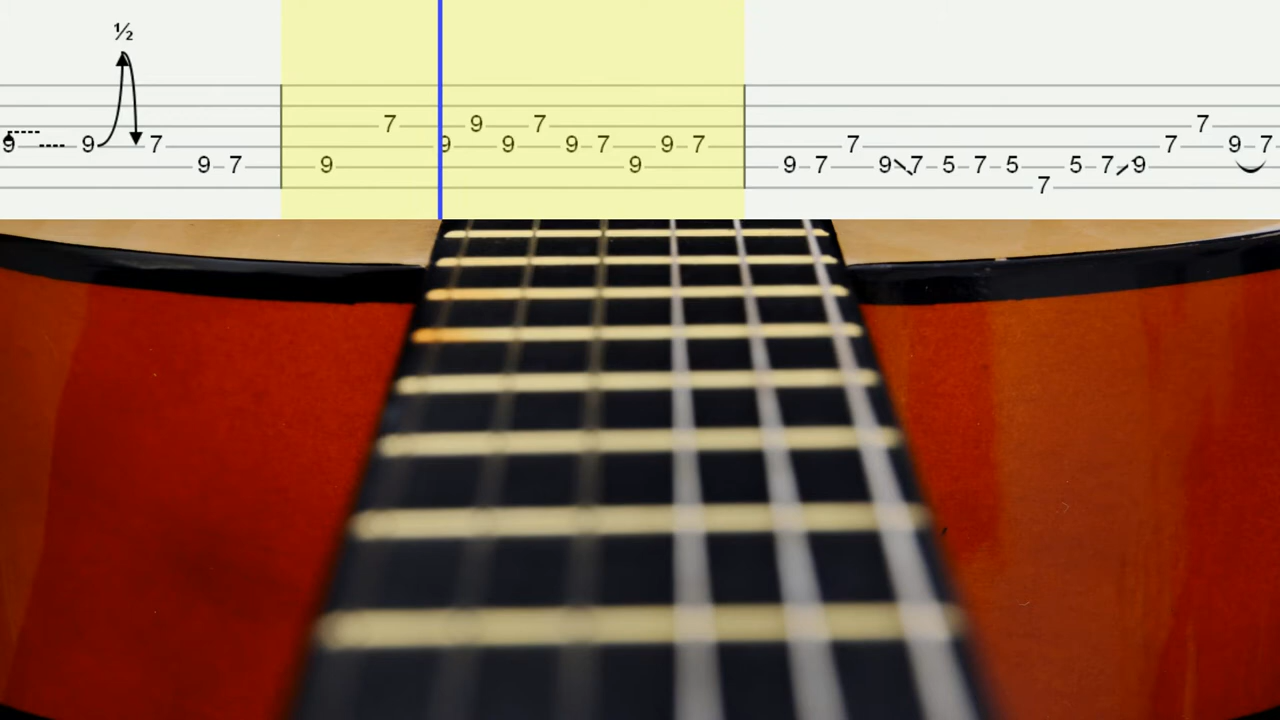 ½
7 9 7 7
9 9 7 9 9 9 7 9 7 7 7 9 7
9 7 9 9 9 7 9 7 5 7 5 5 7 9
7